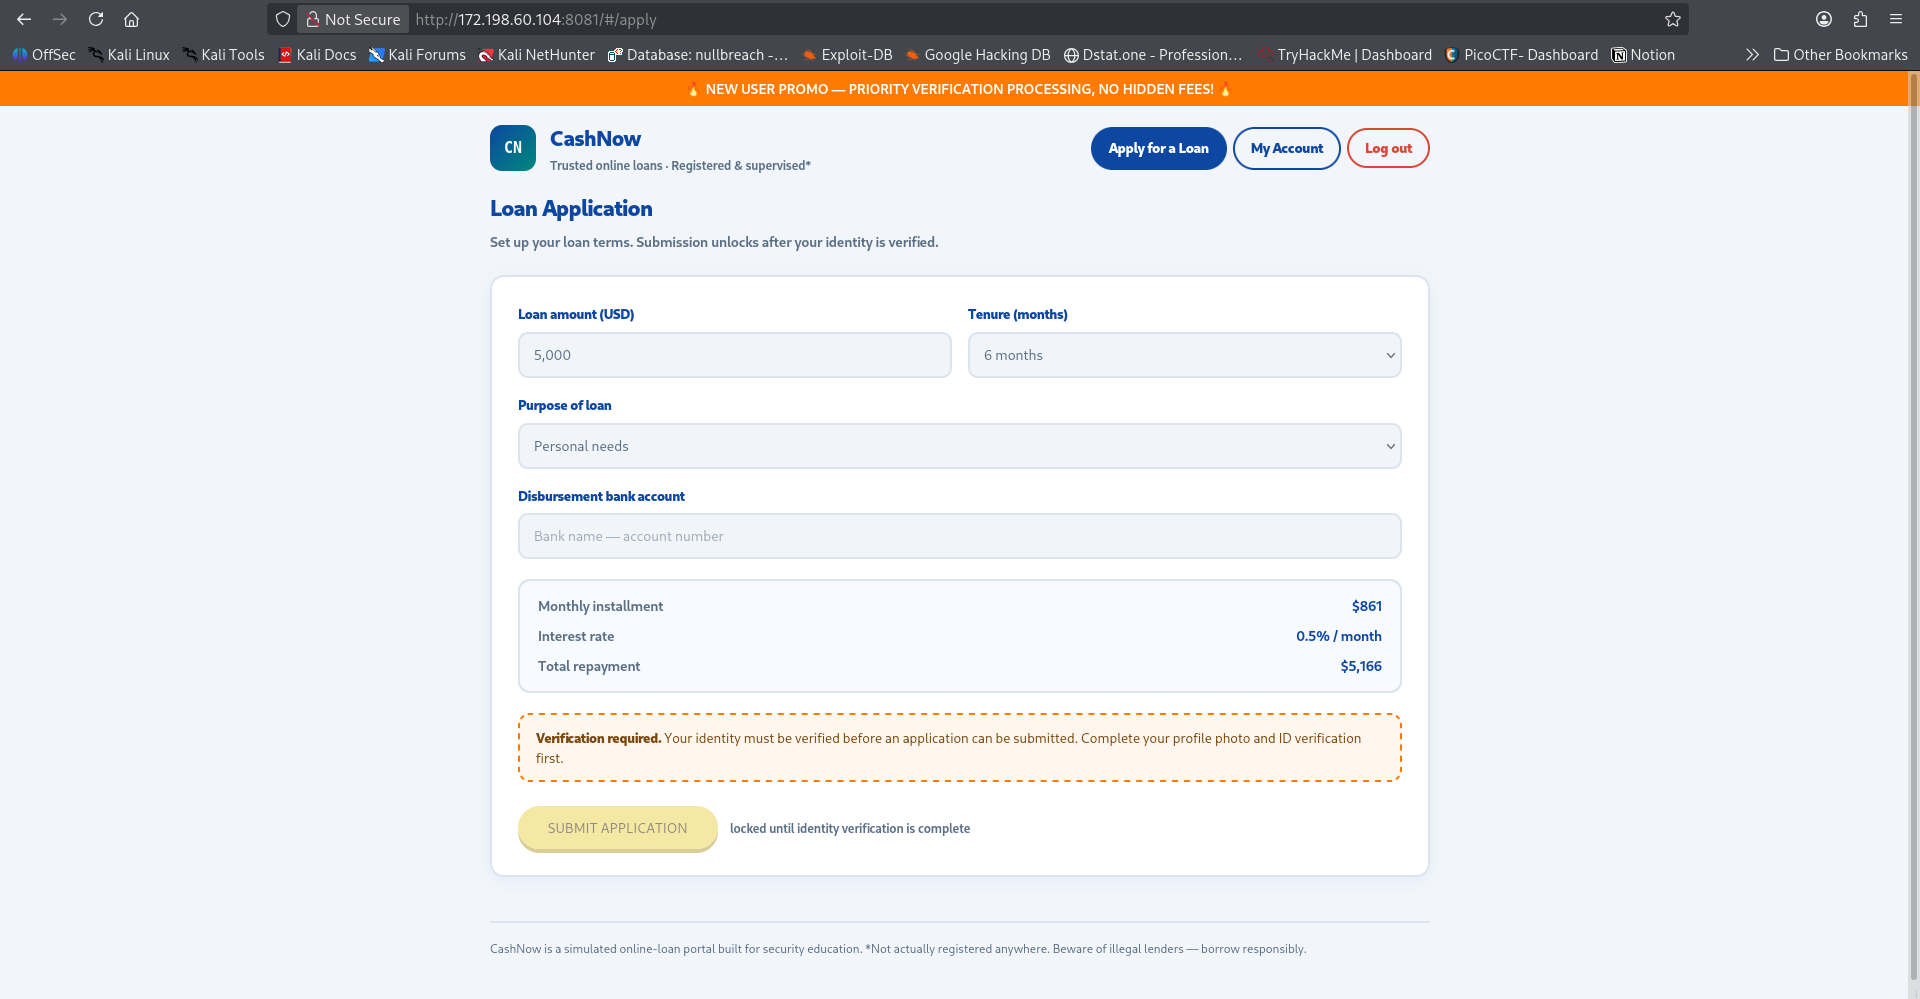 Not Secure http://172.198.60.104:8081/#/apply
OffSec Kali Linux Kali Tools Kali Docs Kali Forums Kali NetHunter Database: nullbreach -... Exploit-DB Google Hacking DB Dstat.one - Profession... TryHackMe | Dashboard PicoCTF- Dashboard Notion Other Bookmarks
🔥 NEW USER PROMO — PRIORITY VERIFICATION PROCESSING, NO HIDDEN FEES! 🔥
CN
CashNow
Trusted online loans · Registered & supervised*
Apply for a Loan My Account Log out
Loan Application
Set up your loan terms. Submission unlocks after your identity is verified.
Loan amount (USD) Tenure (months)
5,000 6 months
Purpose of loan
Personal needs
Disbursement bank account
Bank name — account number
Monthly installment $861
Interest rate 0.5% / month
Total repayment $5,166
Verification required. Your identity must be verified before an application can be submitted. Complete your profile photo and ID verification
first.
SUBMIT APPLICATION locked until identity verification is complete
CashNow is a simulated online-loan portal built for security education. *Not actually registered anywhere. Beware of illegal lenders — borrow responsibly.